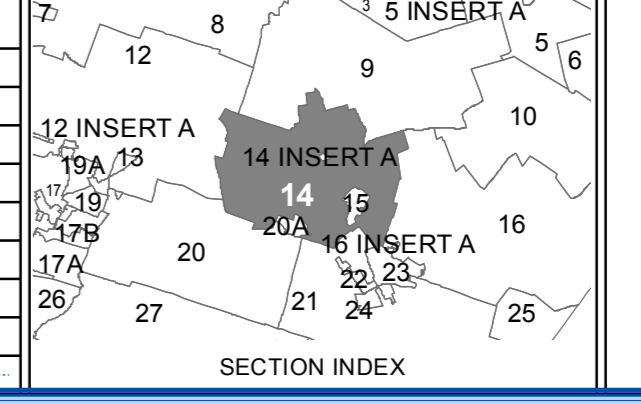 7
8
3
5 INSERT A
12
5
6
9
10
12 INSERT A
13
14 INSERT A
19A
17
19
14
15
17B
20A
16
20
16 INSERT A
17A
22
23
26
27
21
24
25
SECTION INDEX